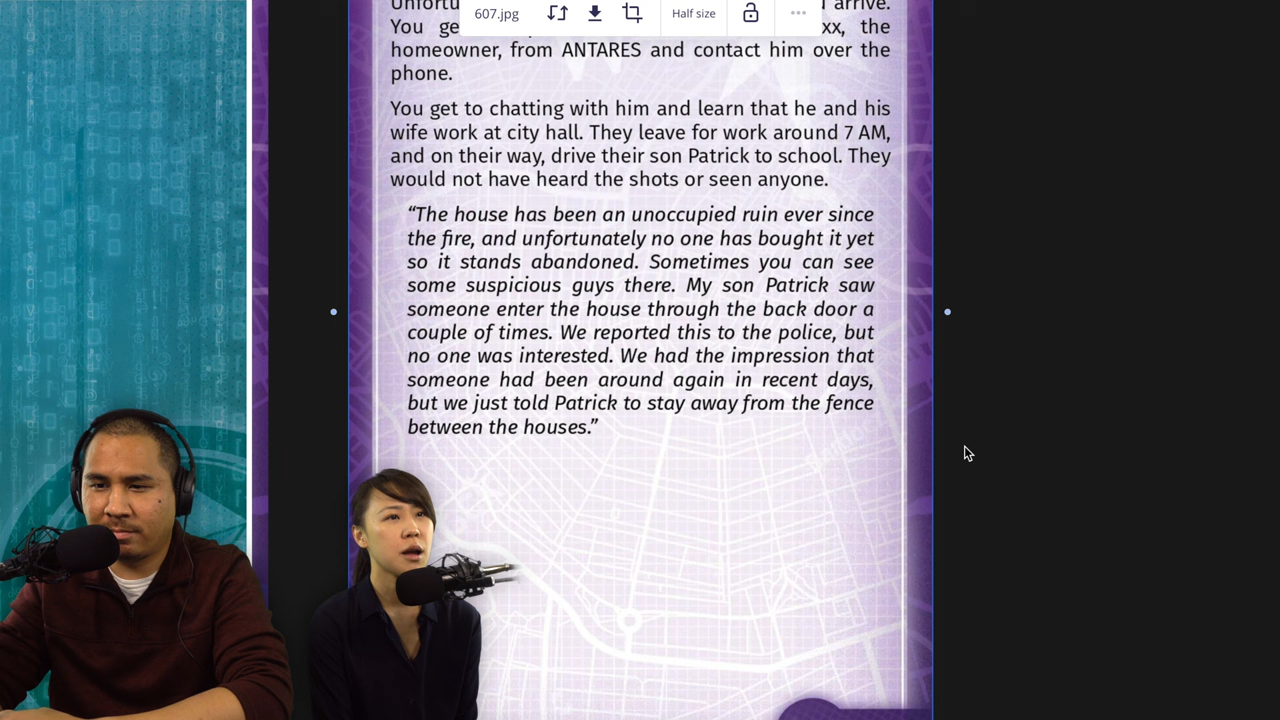 607.jpg
Half size
Unfortu arrive.
You ge xx, the
homeowner, from ANTARES and contact him over the
phone.
You get to chatting with him and learn that he and his
wife work at city hall. They leave for work around 7 AM,
and on their way, drive their son Patrick to school. They
would not have heard the shots or seen anyone.
“The house has been an unoccupied ruin ever since
the fire, and unfortunately no one has bought it yet
so it stands abandoned. Sometimes you can see
some suspicious guys there. My son Patrick saw
someone enter the house through the back door a
couple of times. We reported this to the police, but
no one was interested. We had the impression that
someone had been around again in recent days,
but we just told Patrick to stay away from the fence
between the houses.”